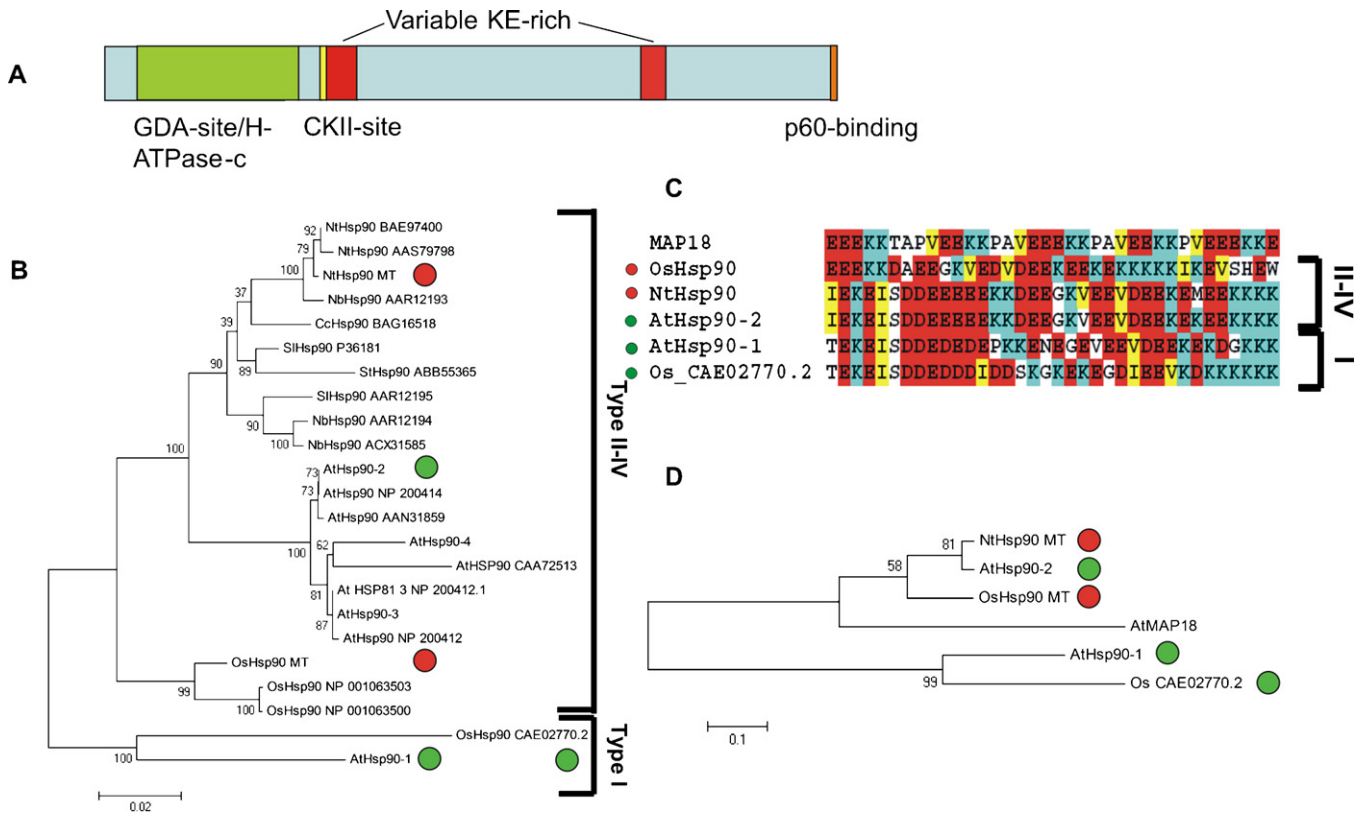 Variable KE-rich
A
GDA-site/H-
ATPase-c
CKII-site
p60-binding
B
92
79
100
37
39
90
89
90
100
100
73
73
100
62
81
87
99
100
100
NtHsp90 BAE97400
NtHsp90 AAS79798
NtHsp90 MT
NbHsp90 AAR12193
CcHsp90 BAG16518
SlHsp90 P36181
StHsp90 ABB55365
SlHsp90 AAR12195
NbHsp90 AAR12194
NbHsp90 ACX31585
AtHsp90-2
AtHsp90 NP 200414
AtHsp90 AAN31859
AtHsp90-4
AtHSP90 CAA72513
At HSP81 3 NP 200412.1
AtHsp90-3
AtHsp90 NP 200412
OsHsp90 MT
OsHsp90 NP 001063503
OsHsp90 NP 001063500
OsHsp90 CAE02770.2
AtHsp90-1
0.02
Type II-IV
Type I
C
MAP18 EEEKKTAPVEEKKPAVEEEKKPAVEEKKPVEEEKKE
OsHsp90 EEEKKDAEEGKVEDVDEEKEEKEKKKKKIKEVSHEW
NtHsp90 IEKEISDDEEEEEKKDEEGKVEEVDEEKEMEEKKKK
AtHsp90-2 IEKEISDDEEEEEKKDEEGKVEEVDEEKEKEEKKKK
AtHsp90-1 TEKEISDDEDEDEPKKENEGEVEEVDEEKEKDGKKK
Os_CAE02770.2 TEKEISDDEDDDIDDSKGKEKEGDIEEVKDKKKKKK
II-IV
I
D
81
58
99
NtHsp90 MT
AtHsp90-2
OsHsp90 MT
AtMAP18
AtHsp90-1
Os CAE02770.2
0.1